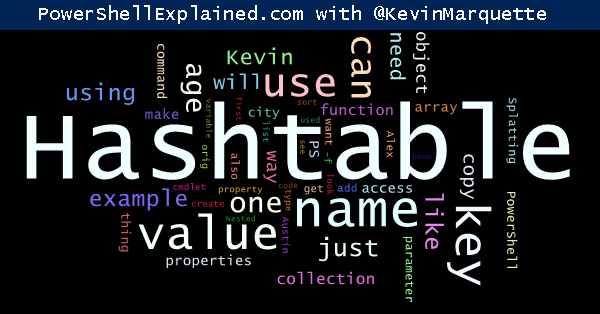 PowerShellExplained.com with @KevinMarquette
Hashtable
name
value
key
use
can
one
just
like
example
using
age
Kevin
will
need
object
command
make
variable
orig
also
city
list
first
sort
used
function
array
want
-f
see
PS
way
Alex
know
look
Splatting
copy
PowerShell
cmdlet
property
code
create
Nested
type
get
add
access
Austin
thing
properties
collection
parameter